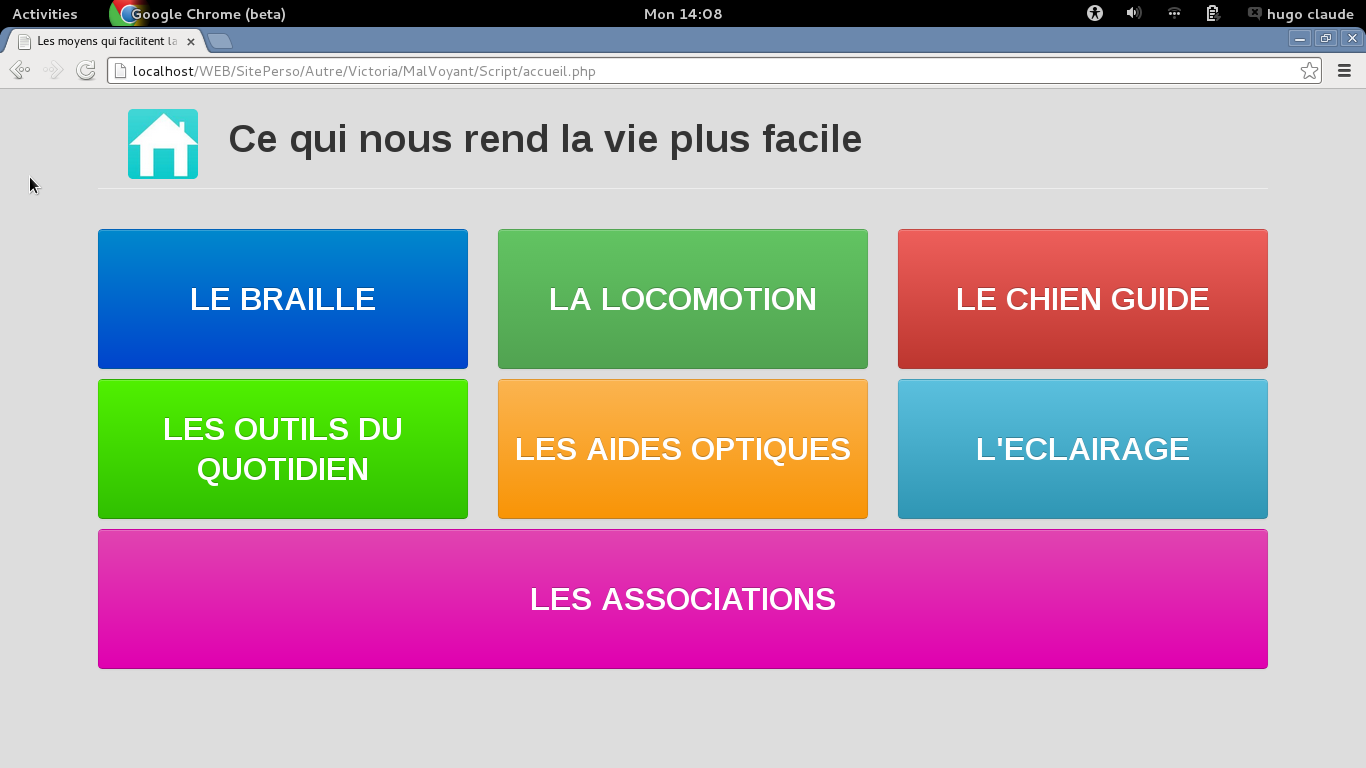 Activities Google Chrome (beta) Mon 14:08 hugo claude
Les moyens qui facilitent la
localhost/WEB/SitePerso/Autre/Victoria/MalVoyant/Script/accueil.php
Ce qui nous rend la vie plus facile
LE BRAILLE LA LOCOMOTION LE CHIEN GUIDE
LES OUTILS DU
QUOTIDIEN
LES AIDES OPTIQUES
L'ECLAIRAGE
LES ASSOCIATIONS